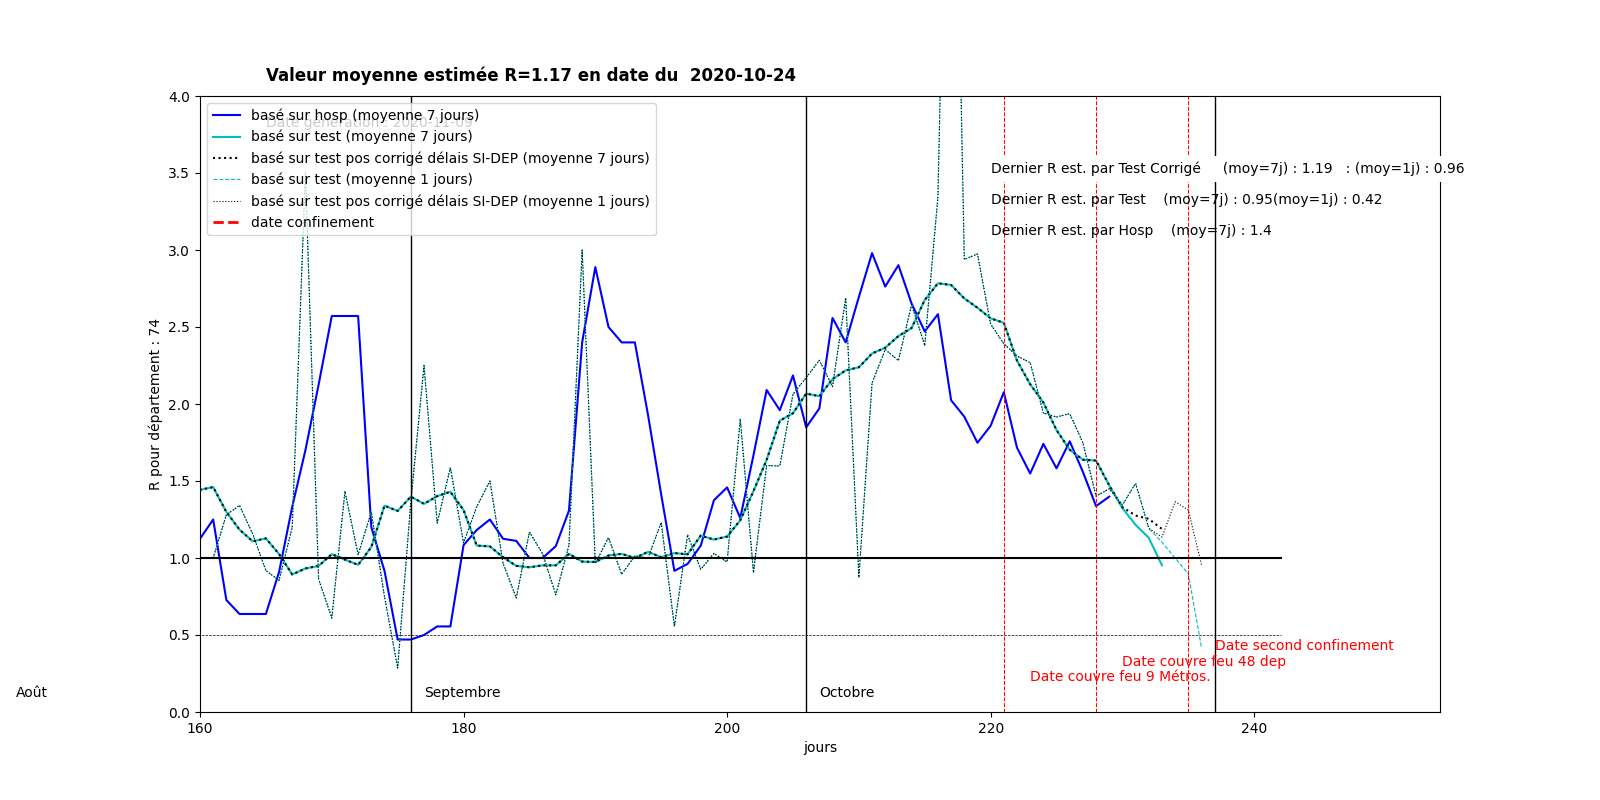 Valeur moyenne estimée R=1.17 en date du  2020-10-24
Date génération : 2020-11-09
basé sur hosp (moyenne 7 jours)
basé sur test (moyenne 7 jours)
basé sur test pos corrigé délais SI-DEP (moyenne 7 jours)
basé sur test (moyenne 1 jours)
basé sur test pos corrigé délais SI-DEP (moyenne 1 jours)
date confinement
Dernier R est. par Test Corrigé     (moy=7j) : 1.19   : (moy=1j) : 0.96
Dernier R est. par Test    (moy=7j) : 0.95(moy=1j) : 0.42
Dernier R est. par Hosp    (moy=7j) : 1.4
4.0
3.5
3.0
2.5
2.0
1.5
1.0
0.5
0.0
R pour département : 74
Date second confinement
Date couvre feu 48 dep
Date couvre feu 9 Métros.
Août
Septembre
Octobre
160
180
200
220
240
jours